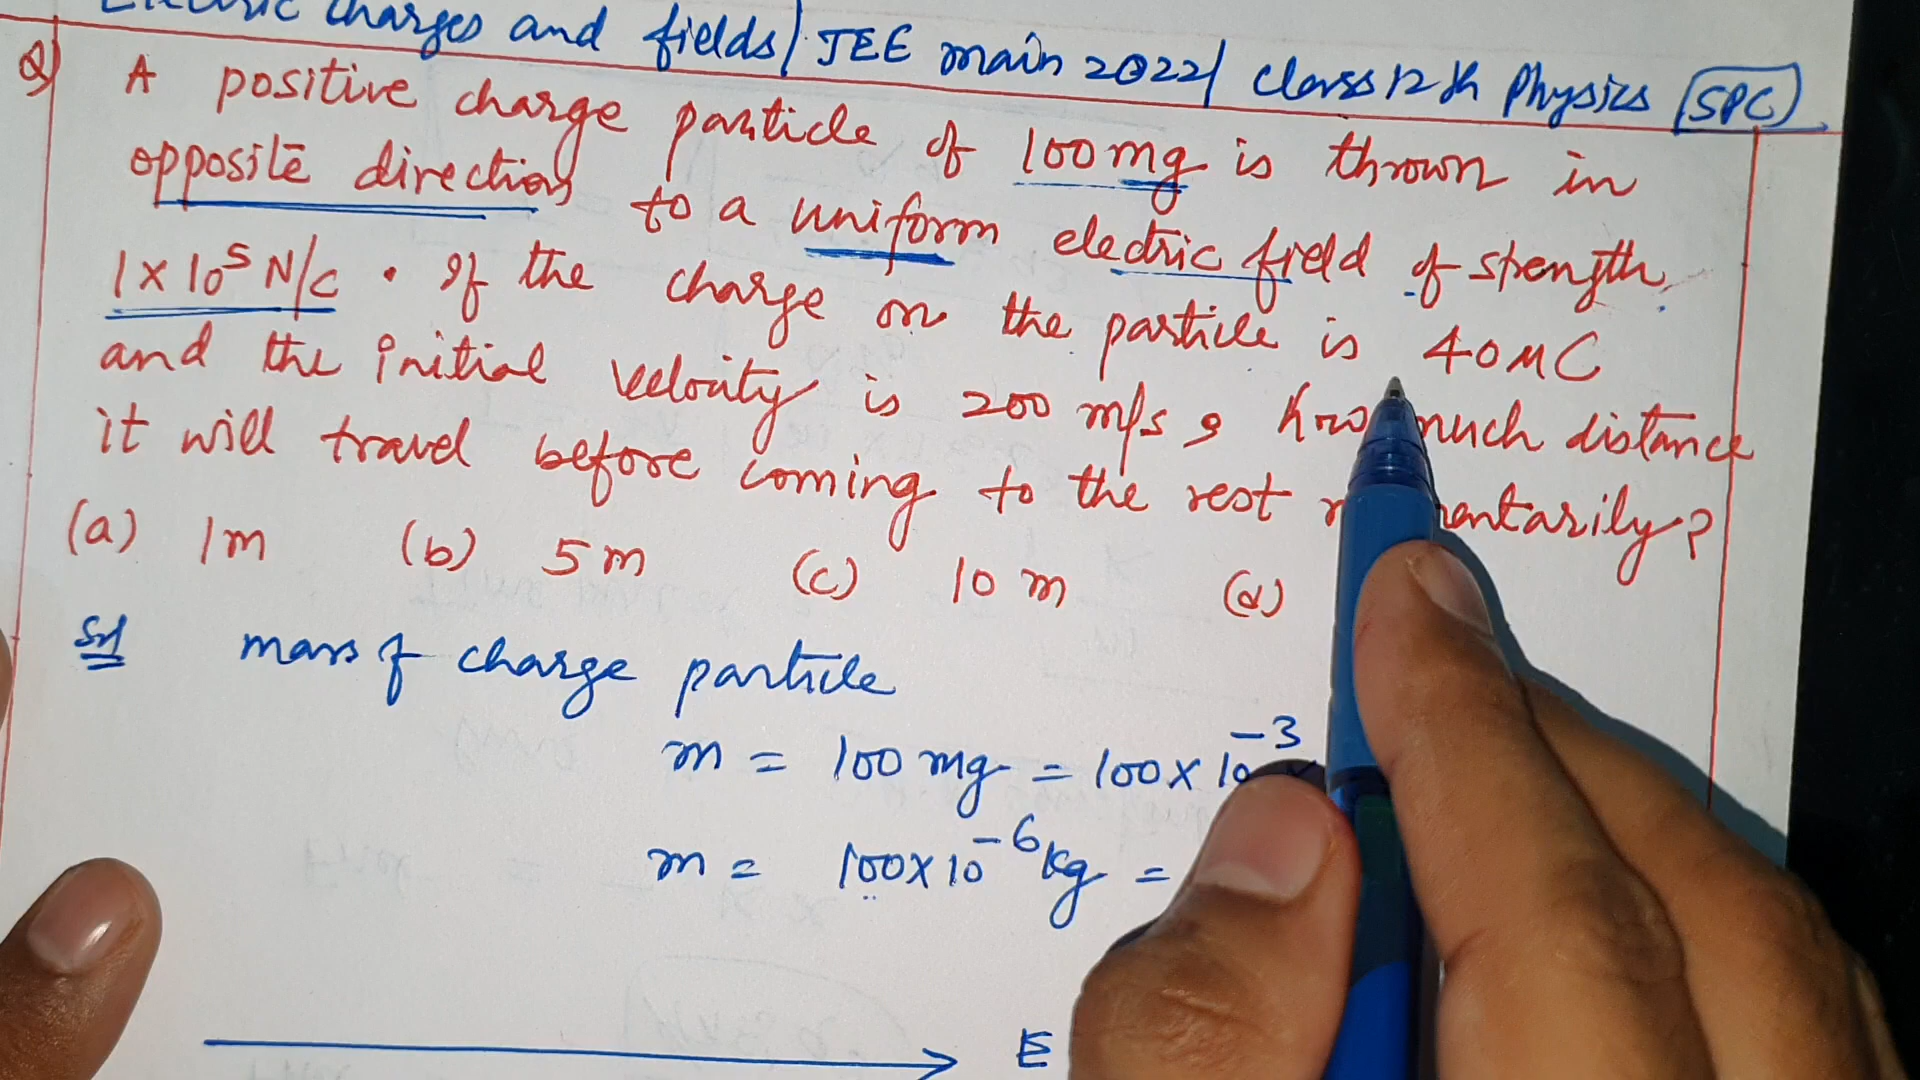 Electric charges and fields/ JEE main 2022/ class 12th Physics (SPC)
Q) A positive charge particle of 100mg is thrown in
opposite direction to a uniform electric field of strength
1 x 10⁵ N/C . If the charge on the particle is 40μC
and the initial velocity is 200 m/s , how much distance
it will travel before coming to the rest momentarily?
(a) 1m (b) 5m (c) 10 m (d)
Sol mass of charge particle
m = 100 mg = 100 x 10⁻³
m = 100x10⁻⁶ kg =
E